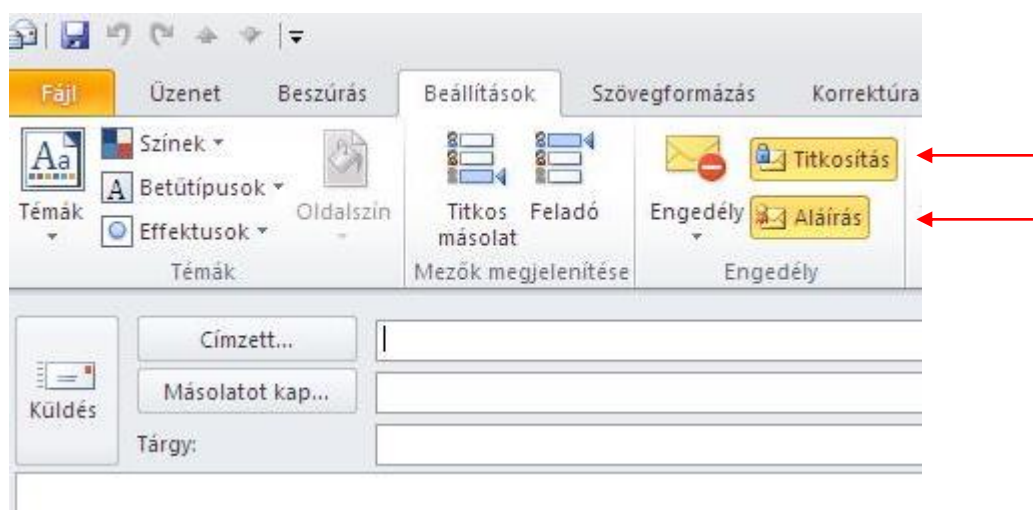 Fájl Üzenet Beszúrás Beállítások Szövegformázás Korrektúra
Aa Színek Titkosítás
A Betűtípusok
Témák Oldalszín Titkos Feladó Engedély Aláírás
Effektusok másolat
Témák Mezők megjelenítése Engedély
Címzett...
Másolatot kap...
Küldés
Tárgy: